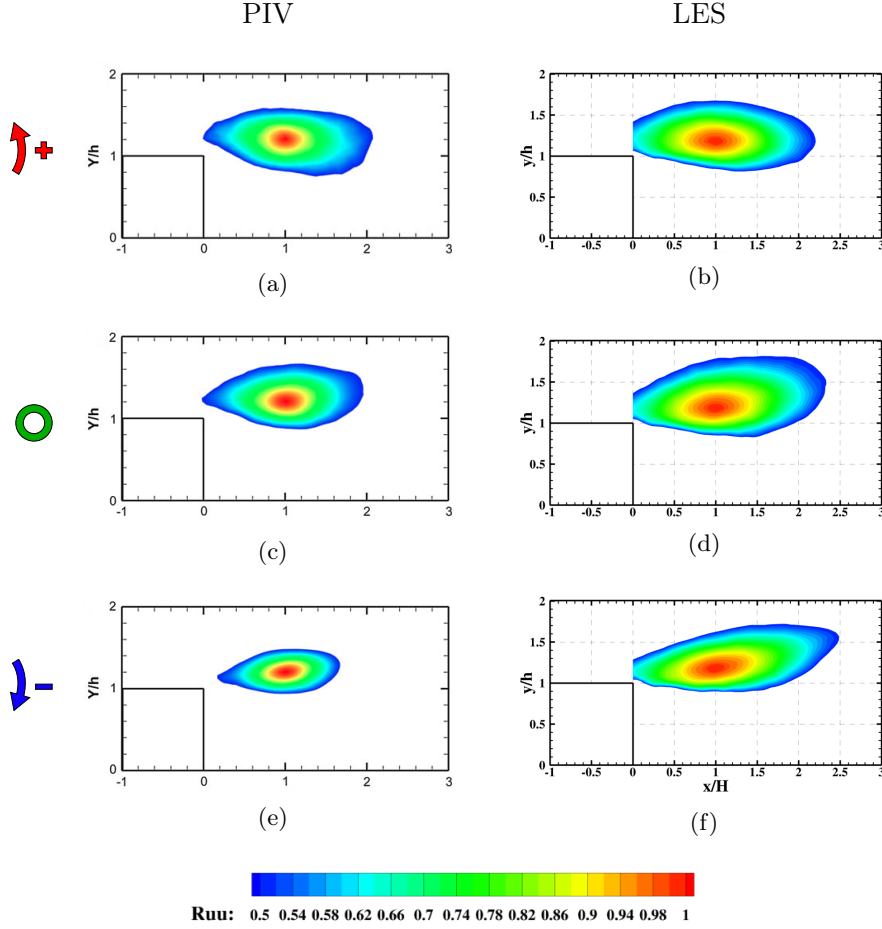 PIV LES
2
Y/h
1
0
-1 0 1 2 3
(a)
2
1.5
y/h
1
0.5
0
-1 -0.5 0 0.5 1 1.5 2 2.5 3
(b)
+
2
Y/h
1
0
-1 0 1 2 3
(c)
2
1.5
y/h
1
0.5
0
-1 -0.5 0 0.5 1 1.5 2 2.5 3
(d)
2
Y/h
1
0
-1 0 1 2 3
(e)
2
1.5
y/h
1
0.5
0
-1 -0.5 0 0.5 1 1.5 2 2.5 3
x/H
(f)
−
Ruu: 0.5 0.54 0.58 0.62 0.66 0.7 0.74 0.78 0.82 0.86 0.9 0.94 0.98 1